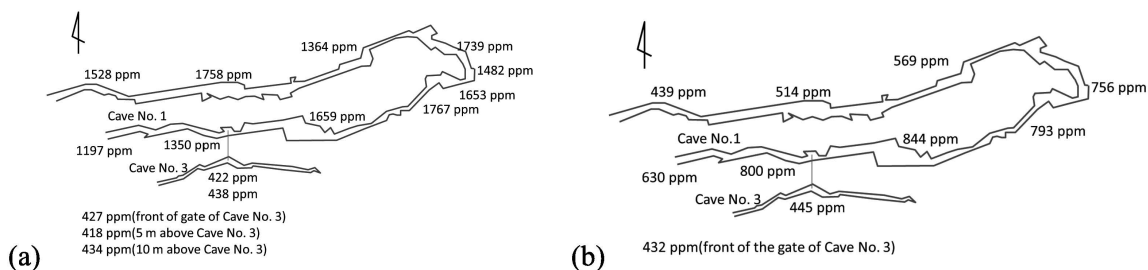 1364 ppm
1739 ppm
1528 ppm
1758 ppm
1482 ppm
1653 ppm
1767 ppm
Cave No. 1
1659 ppm
1197 ppm
1350 ppm
Cave No. 3
422 ppm
438 ppm
427 ppm(front of gate of Cave No. 3)
418 ppm(5 m above Cave No. 3)
434 ppm(10 m above Cave No. 3)
(a)
569 ppm
439 ppm
514 ppm
756 ppm
Cave No.1
844 ppm
793 ppm
630 ppm
800 ppm
Cave No. 3
445 ppm
432 ppm(front of the gate of Cave No. 3)
(b)